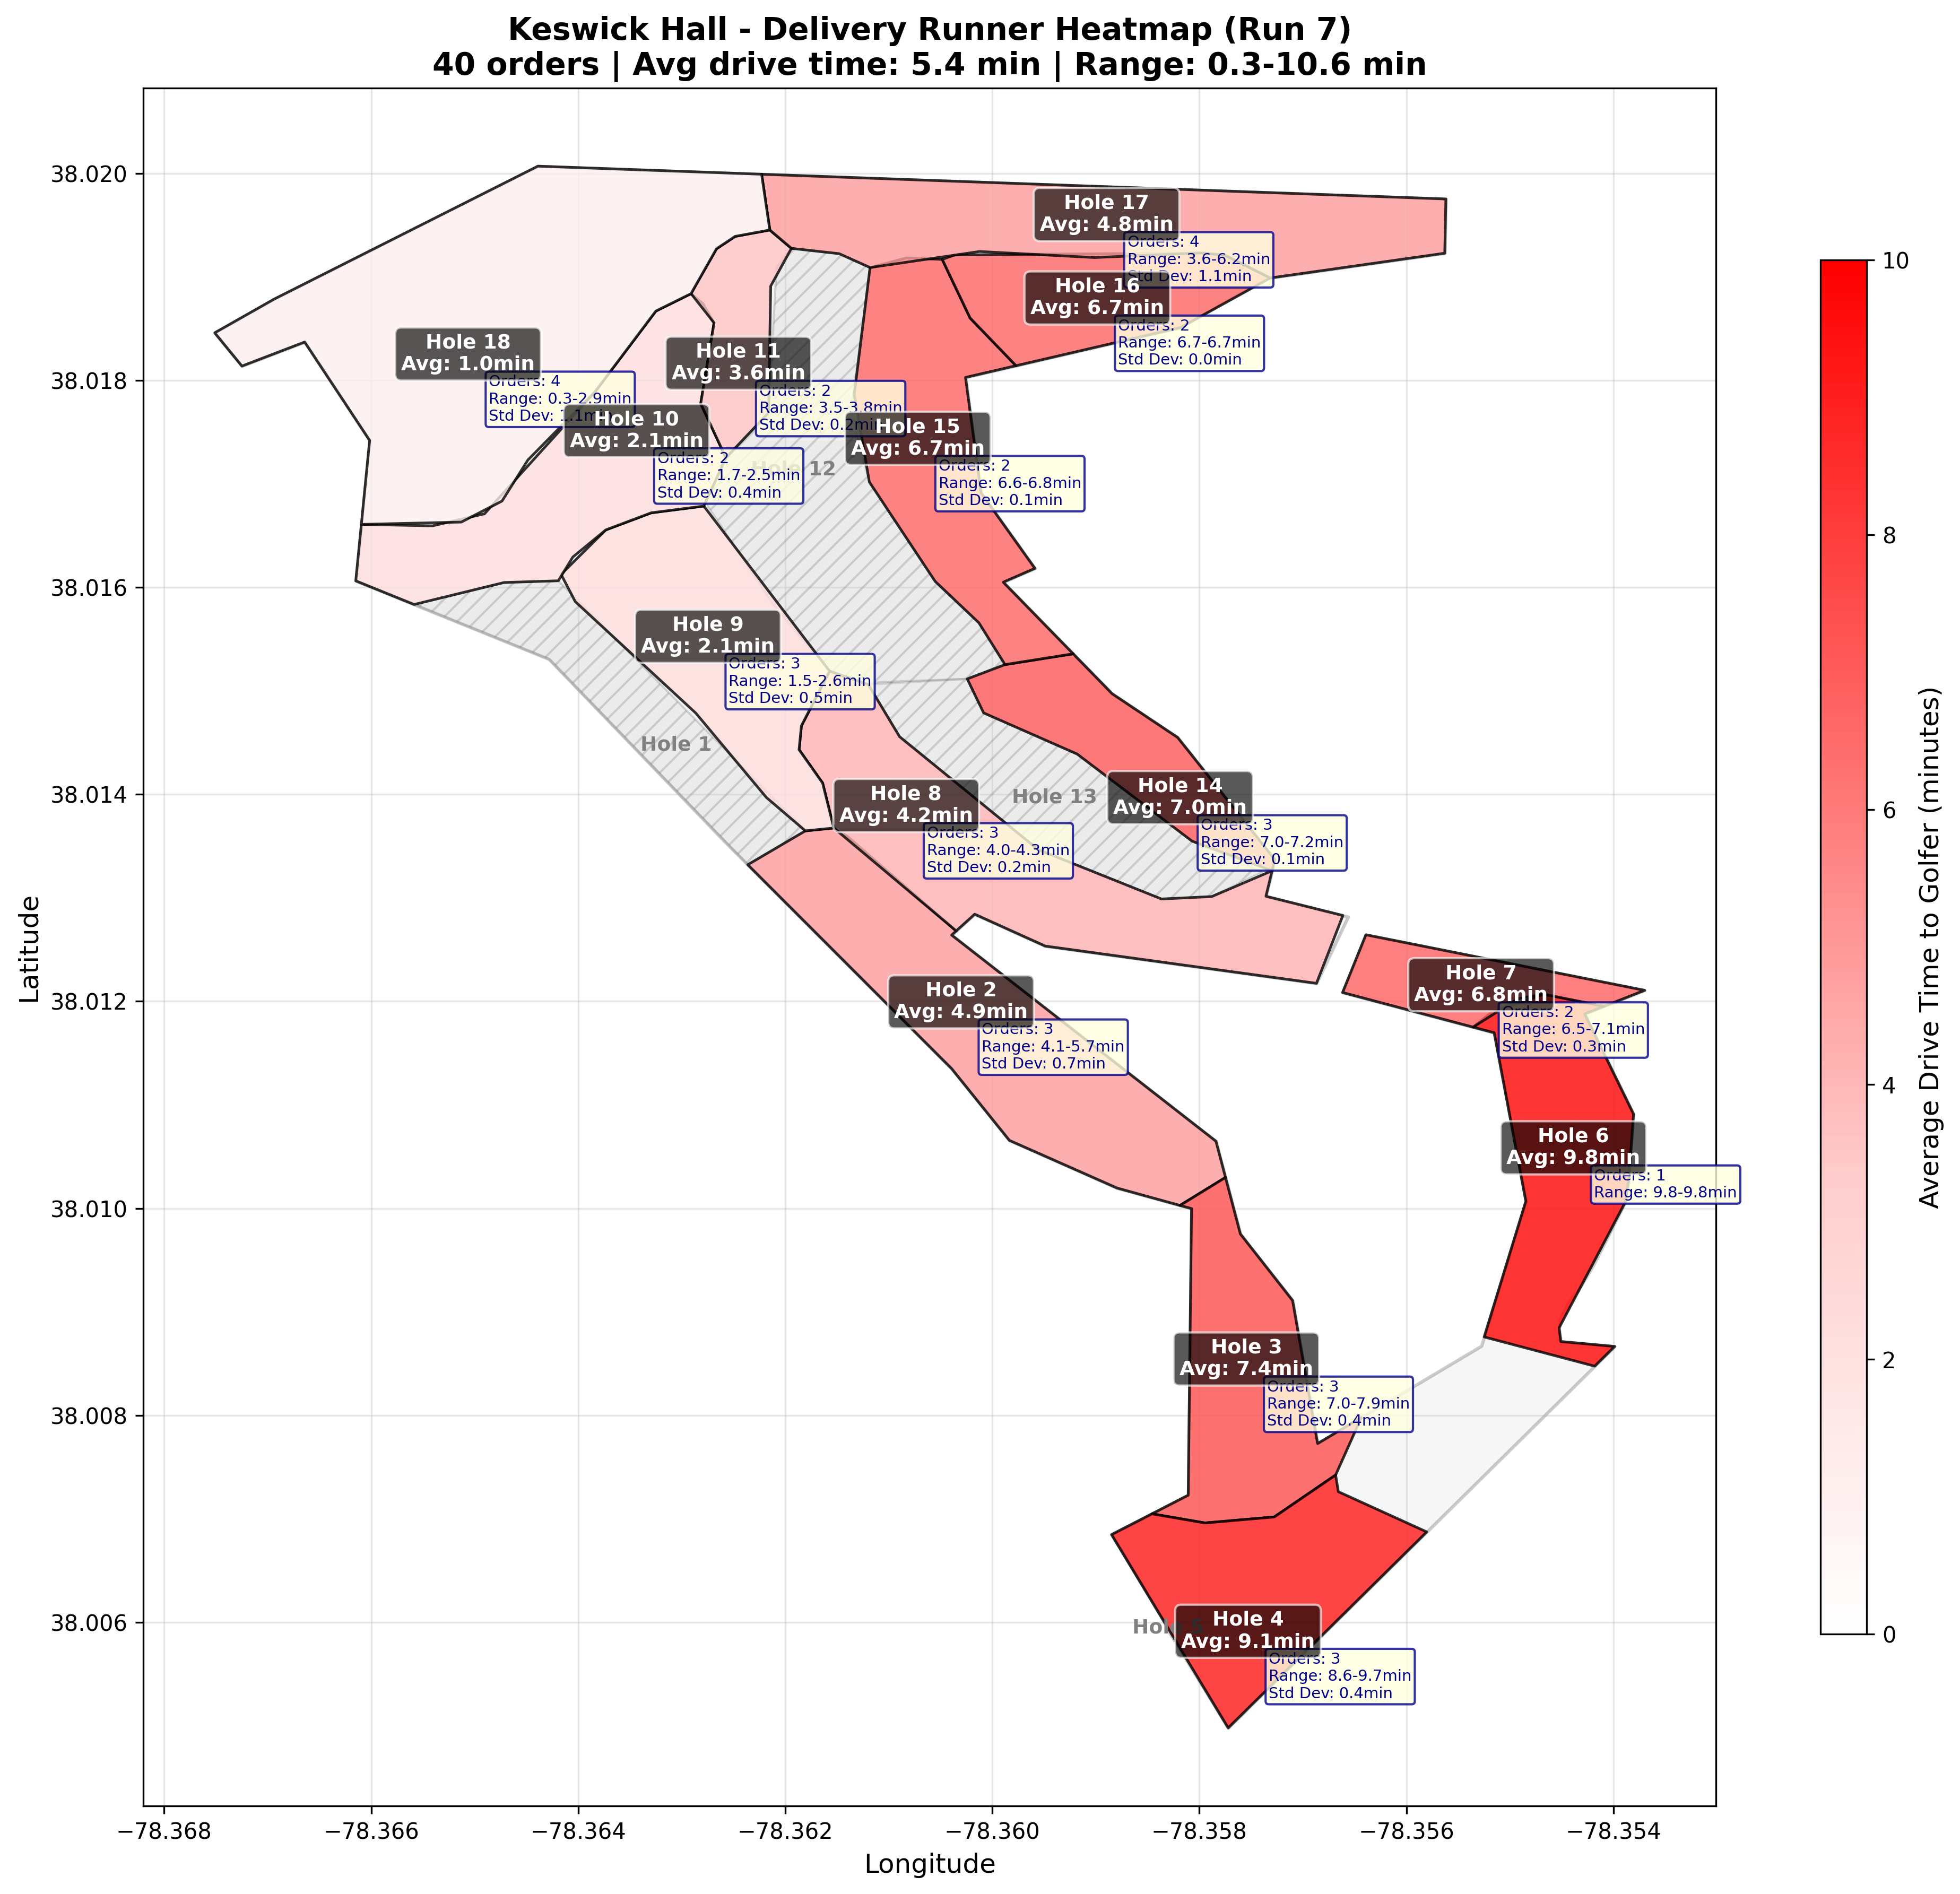 Keswick Hall - Delivery Runner Heatmap (Run 7)
40 orders | Avg drive time: 5.4 min | Range: 0.3-10.6 min
Latitude
38.020
38.018
38.016
38.014
38.012
38.010
38.008
38.006
Hole 17
Avg: 4.8min
Orders: 4
Range: 3.6-6.2min
Std Dev: 1.1min
Hole 16
Avg: 6.7min
Orders: 2
Range: 6.7-6.7min
Std Dev: 0.0min
Hole 18
Avg: 1.0min
Orders: 4
Range: 0.3-2.9min
Std Dev: 1.1min
Hole 11
Avg: 3.6min
Orders: 2
Range: 3.5-3.8min
Std Dev: 0.2min
Hole 10
Avg: 2.1min
Orders: 2
Range: 1.7-2.5min
Std Dev: 0.4min
Hole 12
Hole 15
Avg: 6.7min
Orders: 2
Range: 6.6-6.8min
Std Dev: 0.1min
Hole 9
Avg: 2.1min
Orders: 3
Range: 1.5-2.6min
Std Dev: 0.5min
Hole 1
Hole 8
Avg: 4.2min
Orders: 3
Range: 4.0-4.3min
Std Dev: 0.2min
Hole 13
Hole 14
Avg: 7.0min
Orders: 3
Range: 7.0-7.2min
Std Dev: 0.1min
Hole 2
Avg: 4.9min
Orders: 3
Range: 4.1-5.7min
Std Dev: 0.7min
Hole 7
Avg: 6.8min
Orders: 2
Range: 6.5-7.1min
Std Dev: 0.3min
Hole 6
Avg: 9.8min
Orders: 1
Range: 9.8-9.8min
Hole 3
Avg: 7.4min
Orders: 3
Range: 7.0-7.9min
Std Dev: 0.4min
Hole 4
Avg: 9.1min
Orders: 3
Range: 8.6-9.7min
Std Dev: 0.4min
−78.368
−78.366
−78.364
−78.362
−78.360
−78.358
−78.356
−78.354
Longitude
10
8
6
4
2
0
Average Drive Time to Golfer (minutes)